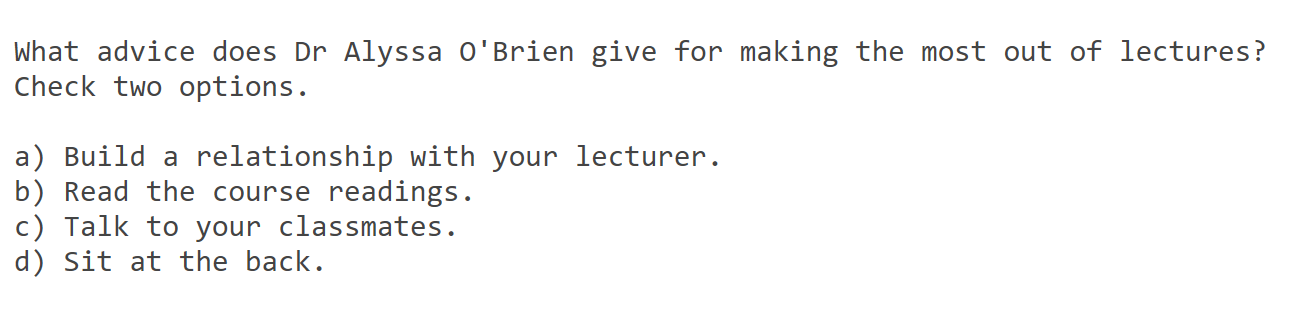 What advice does Dr Alyssa O'Brien give for making the most out of lectures?
Check two options.
a) Build a relationship with your lecturer.
b) Read the course readings.
c) Talk to your classmates.
d) Sit at the back.